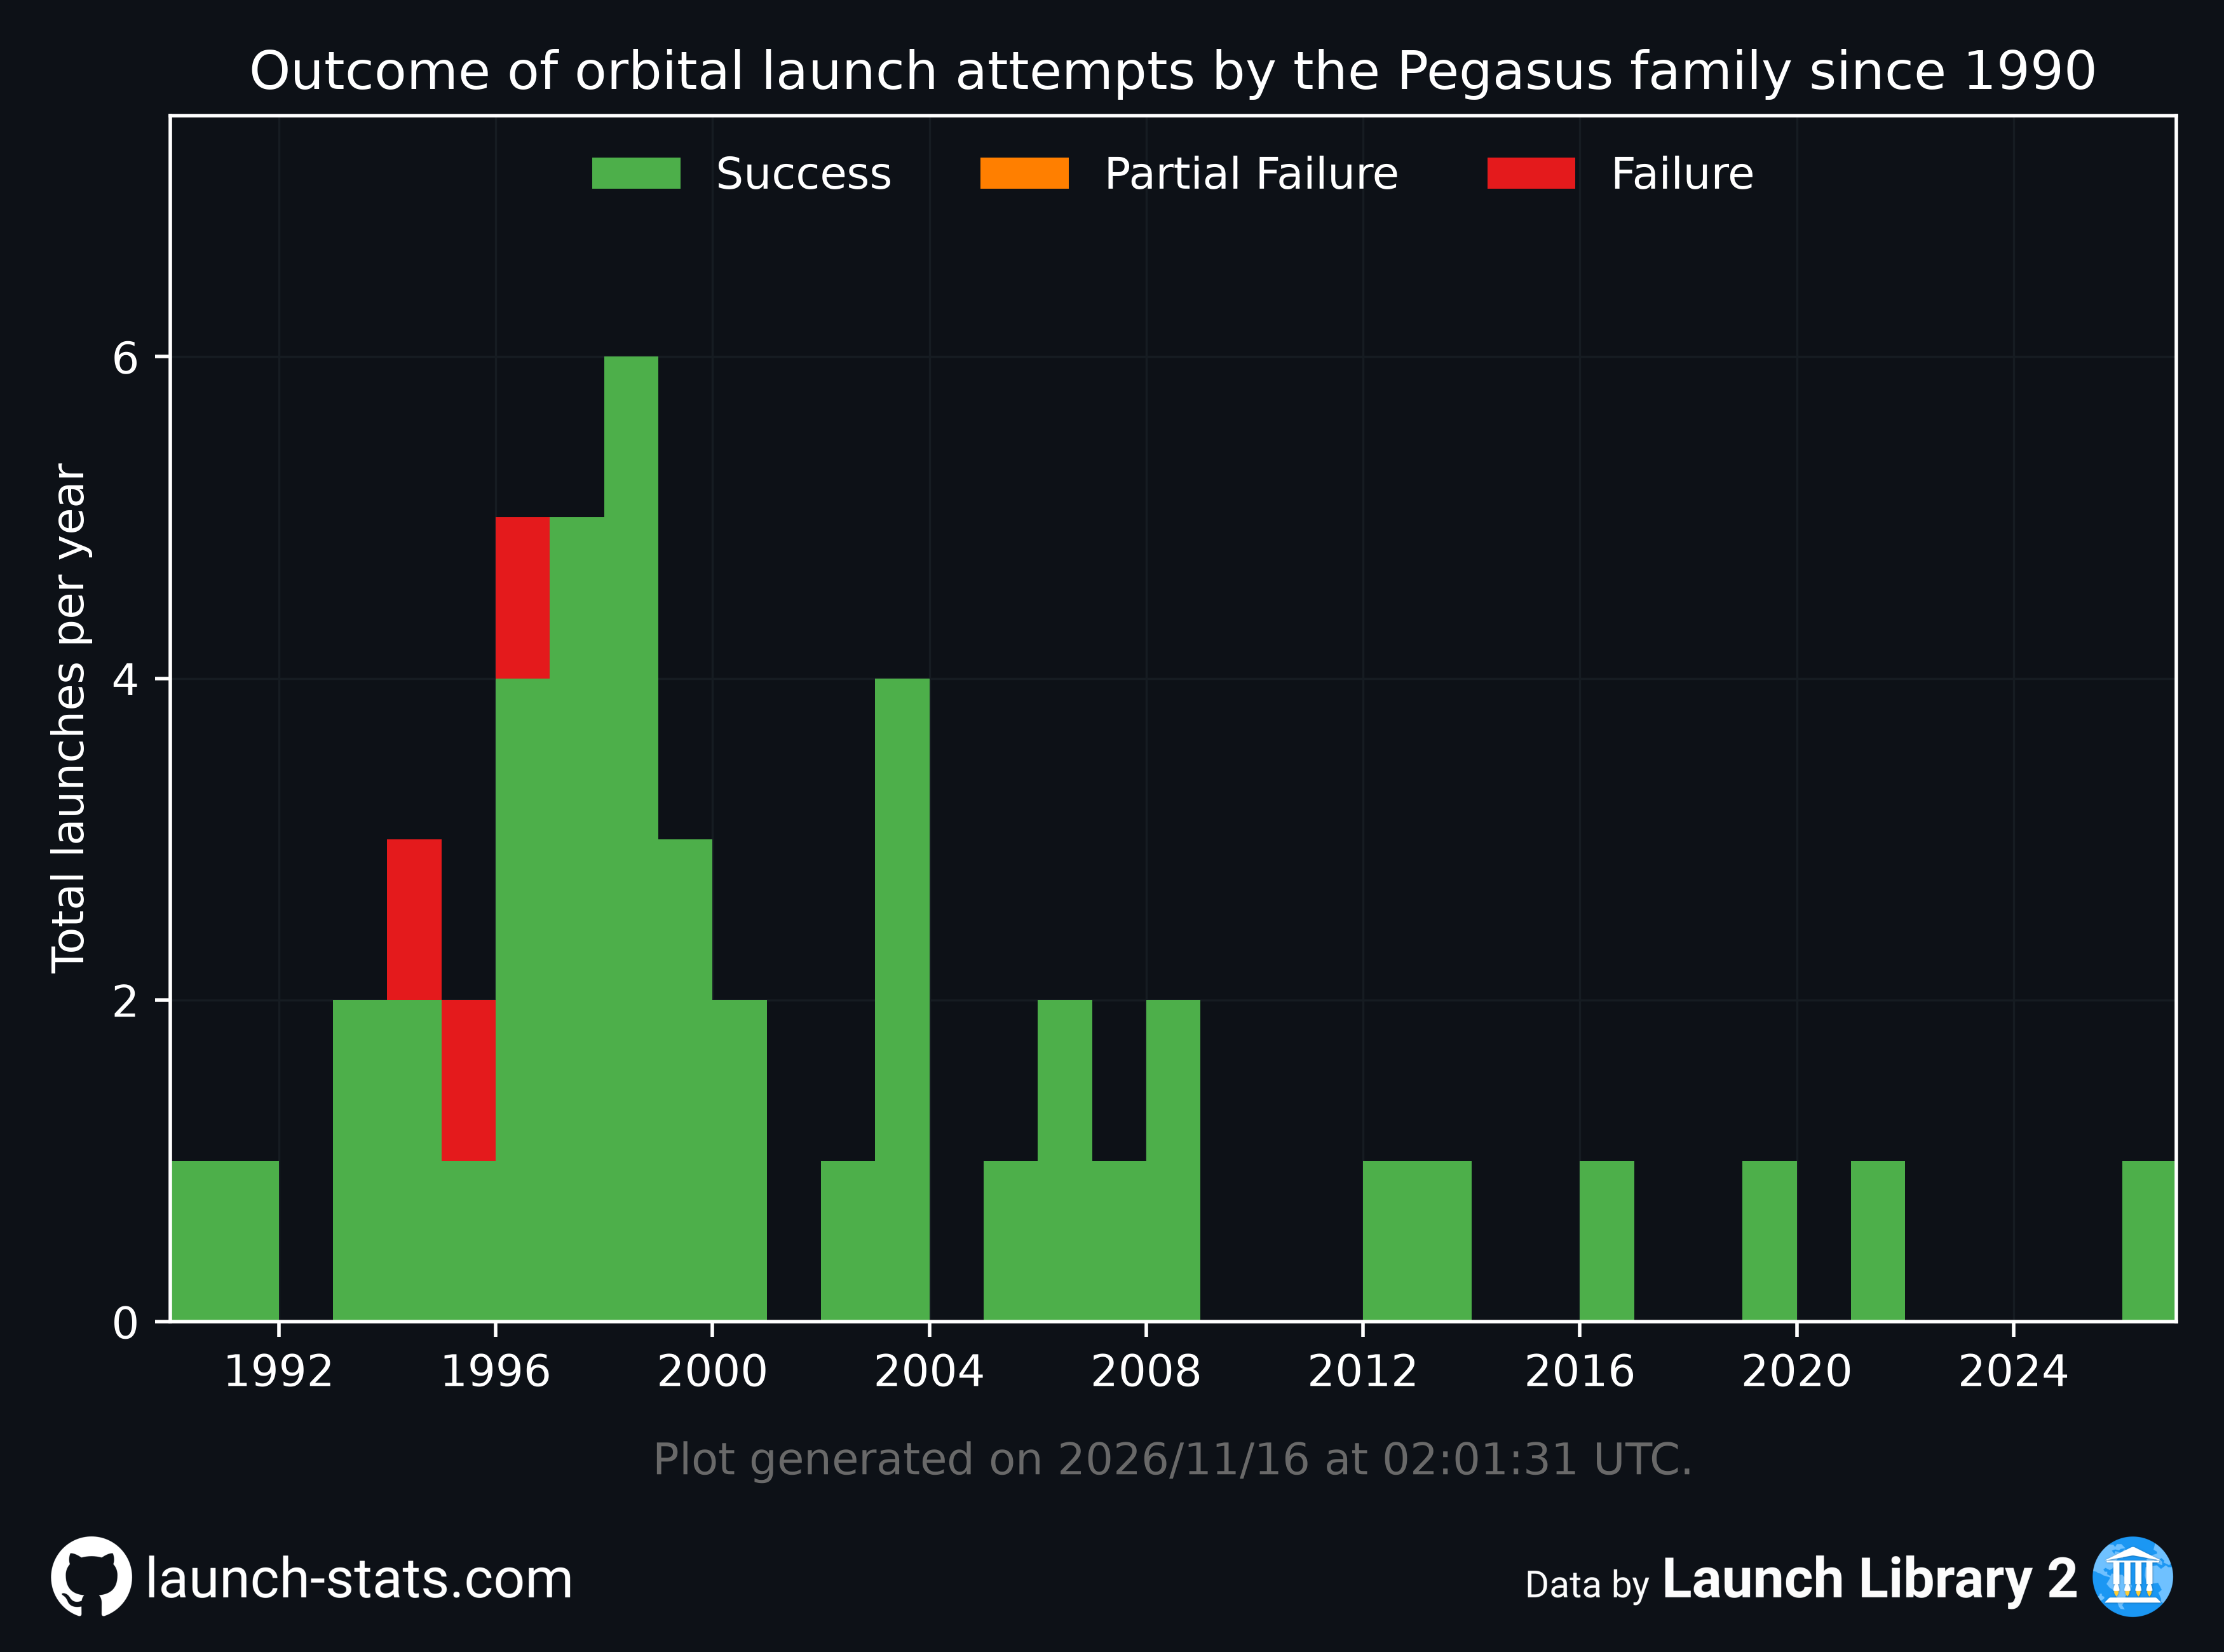 Outcome of orbital launch attempts by the Pegasus family since 1990
Success Partial Failure Failure
Total launches per year
6
4
2
0
1992 1996 2000 2004 2008 2012 2016 2020 2024
Plot generated on 2026/11/16 at 02:01:31 UTC.
launch-stats.com
Data by Launch Library 2